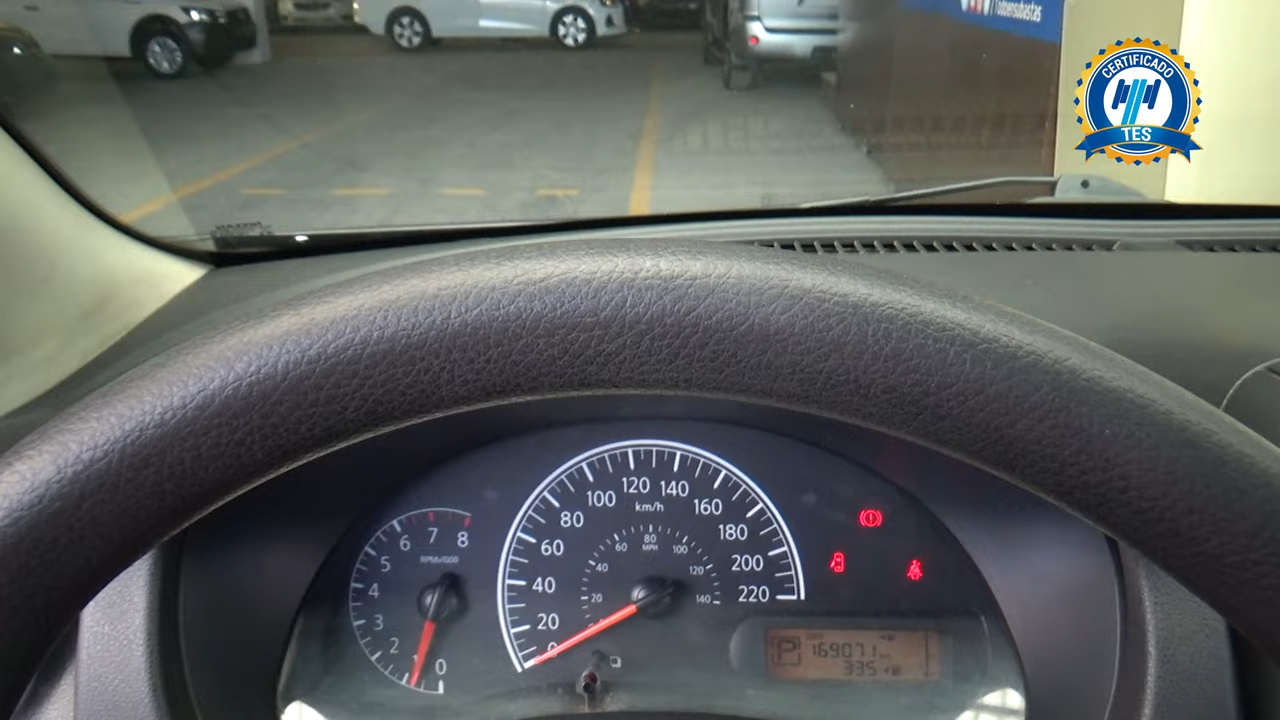 Todoensubastas
CERTIFICADO
TES
0 1 2 3 4 5 6 7 8
RPMx1000
0 20 40 60 80 100 120 140 160 180 200 220
km/h
20 40 60 80 100 120 140
MPH
P
169071
335